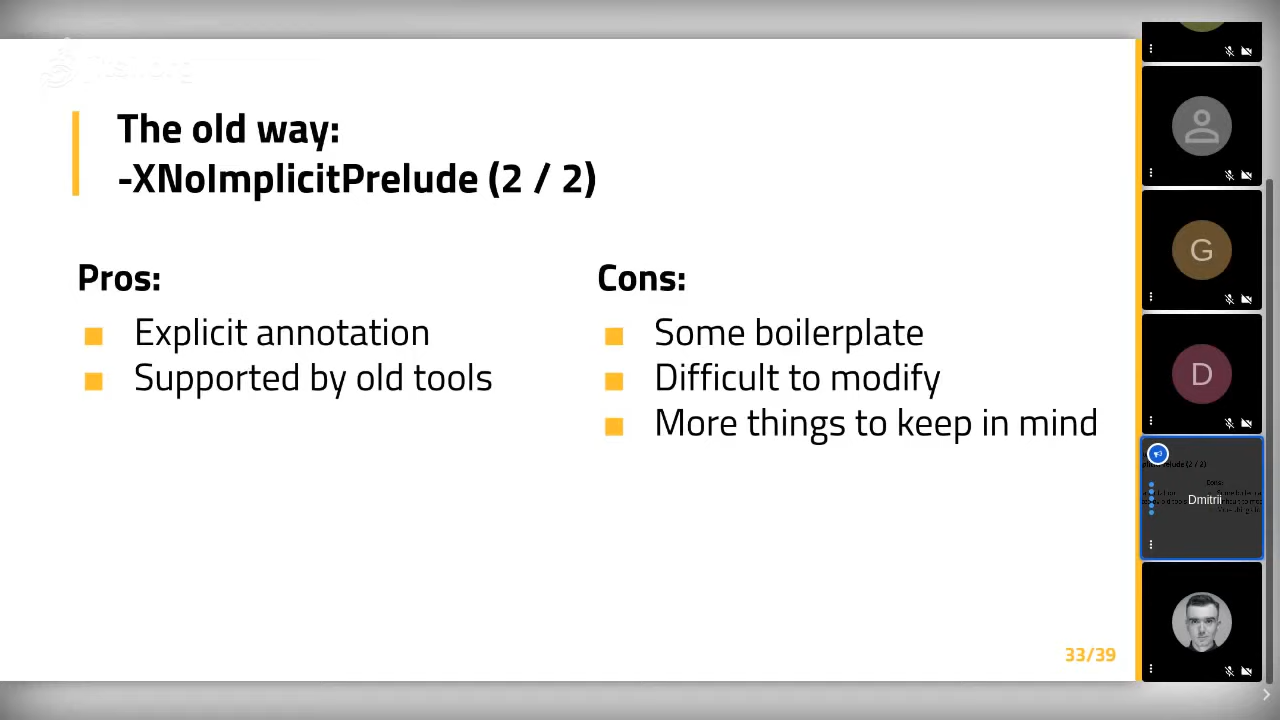 The old way:
-XNoImplicitPrelude (2 / 2)
Pros:
Explicit annotation
Supported by old tools
Cons:
Some boilerplate
Difficult to modify
More things to keep in mind
33/39
G
D
Dmitrii